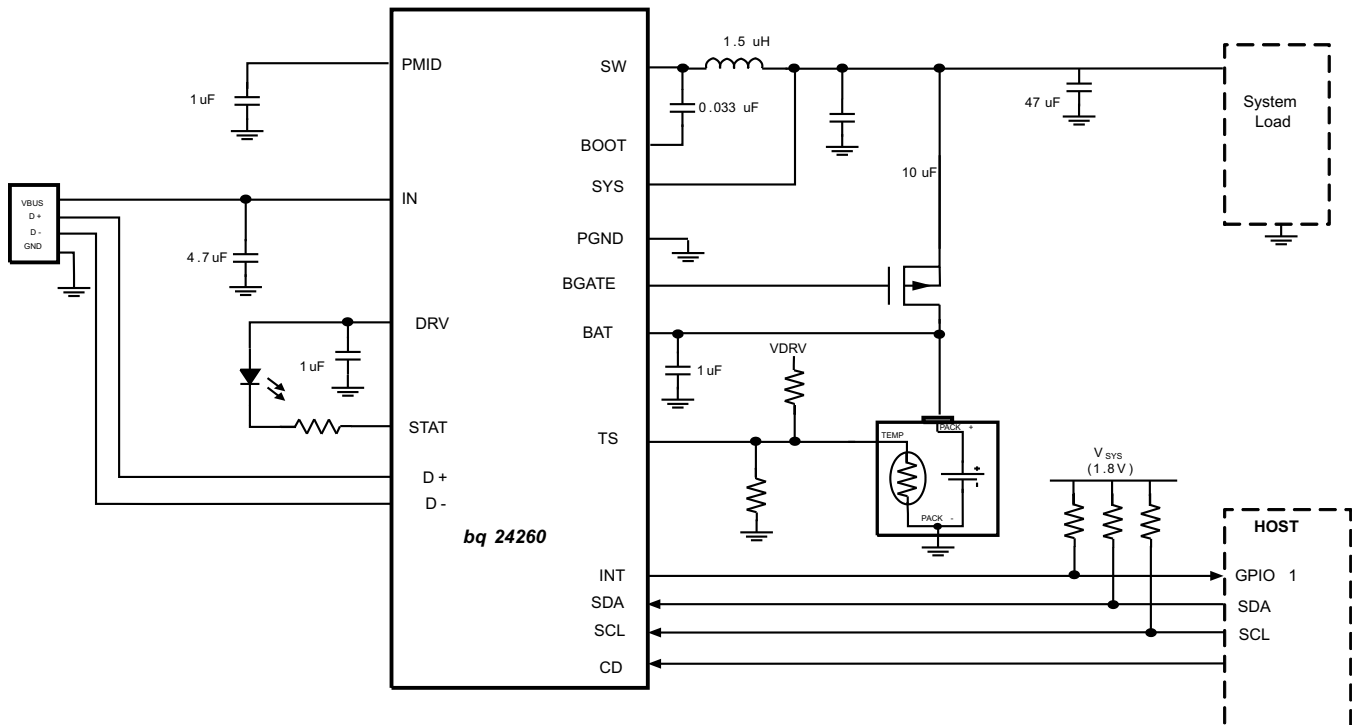 PMID
1 uF
SW
1.5 uH
0.033 uF
BOOT
SYS
47 uF
System
Load
10 uF
VBUS
D+
D-
GND
IN
4.7 uF
PGND
BGATE
DRV
1 uF
BAT
1 uF
VDRV
STAT
TS
TEMP
PACK +
PACK -
D+
D-
bq 24260
V SYS
(1.8V)
HOST
INT
GPIO 1
SDA
SDA
SCL
SCL
CD